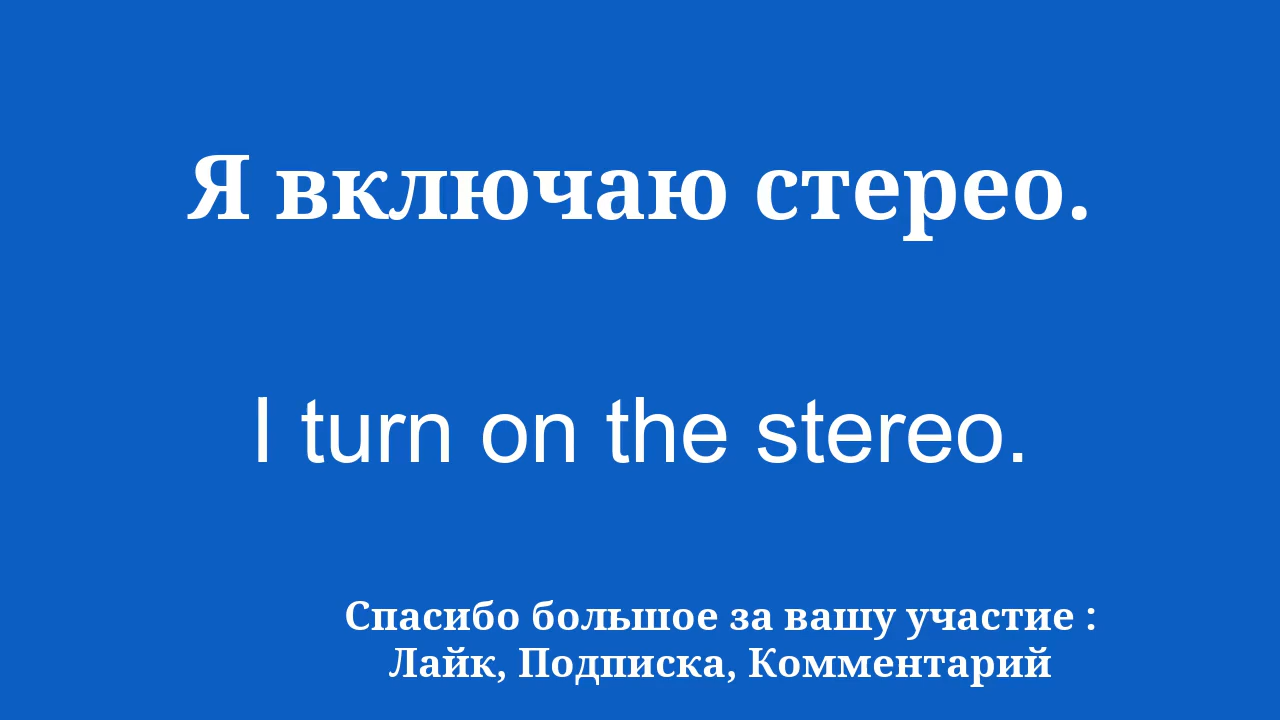 Я включаю стерео.
I turn on the stereo.
Спасибо большое за вашу участие :
Лайк, Подписка, Комментарий